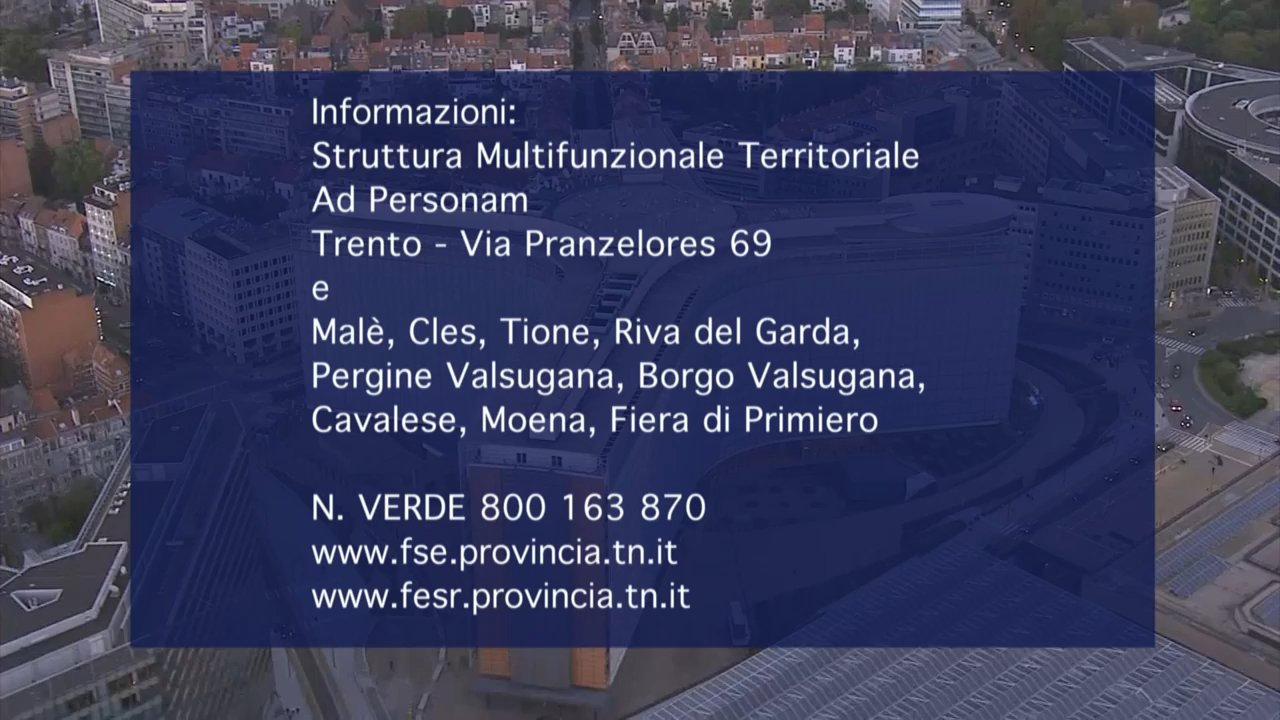 Informazioni:
Struttura Multifunzionale Territoriale
Ad Personam
Trento - Via Pranzelores 69
e
Malè, Cles, Tione, Riva del Garda,
Pergine Valsugana, Borgo Valsugana,
Cavalese, Moena, Fiera di Primiero
N. VERDE 800 163 870
www.fse.provincia.tn.it
www.fesr.provincia.tn.it